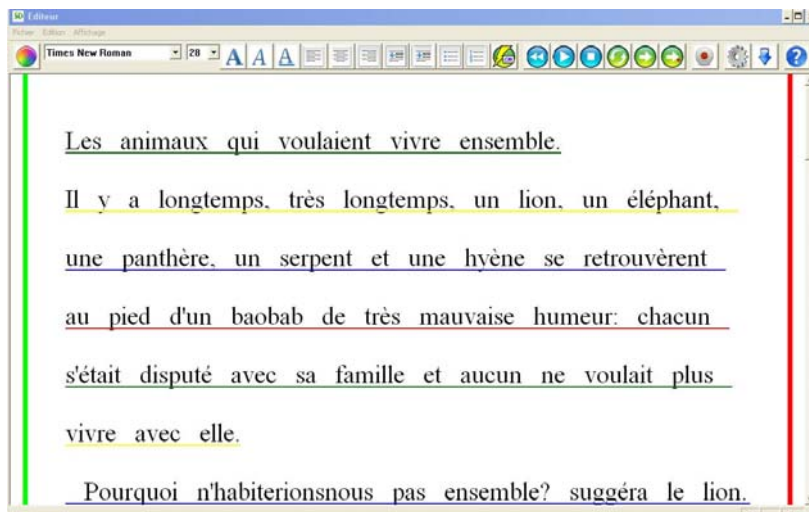 Editeur
Fichier Edition Affichage
Times New Roman 28 A A A
Les animaux qui voulaient vivre ensemble.
Il y a longtemps, très longtemps, un lion, un éléphant,
une panthère, un serpent et une hyène se retrouvèrent
au pied d'un baobab de très mauvaise humeur: chacun
s'était disputé avec sa famille et aucun ne voulait plus
vivre avec elle.
Pourquoi n'habiterionsnous pas ensemble? suggéra le lion.